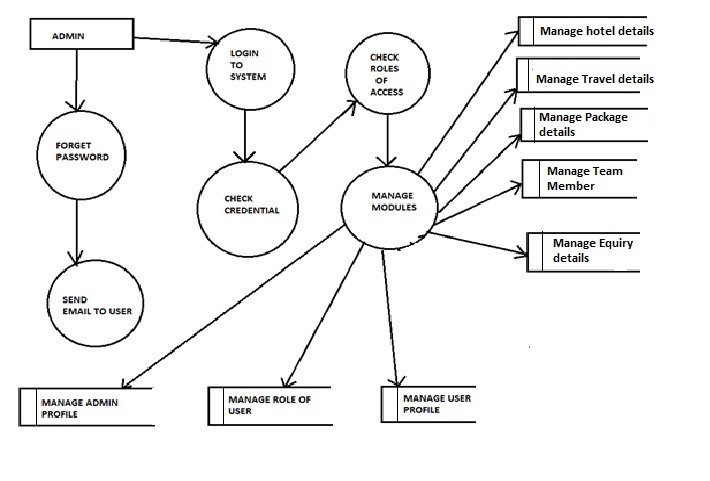 ADMIN
LOGIN
TO
SYSTEM
CHECK
ROLES
OF
ACCESS
Manage hotel details
Manage Travel details
Manage Package
details
Manage Team
Member
Manage Equiry
details
FORGET
PASSWORD
CHECK
CREDENTIAL
MANAGE
MODULES
SEND
EMAIL TO USER
MANAGE ADMIN
PROFILE
MANAGE ROLE OF
USER
MANAGE USER
PROFILE